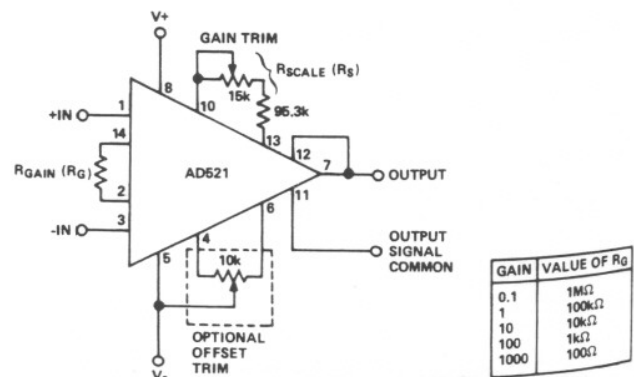 V+
GAIN TRIM
RSCALE (RS)
8
10
15k
95.3k
+IN
1
14
13
12
RGAIN (RG)
AD521
7
OUTPUT
2
11
6
-IN
3
4
5
10k
OUTPUT
SIGNAL
COMMON
OPTIONAL
OFFSET
TRIM
V-
GAIN VALUE OF RG
0.1 1MΩ
1 100kΩ
10 10kΩ
100 1kΩ
1000 100Ω